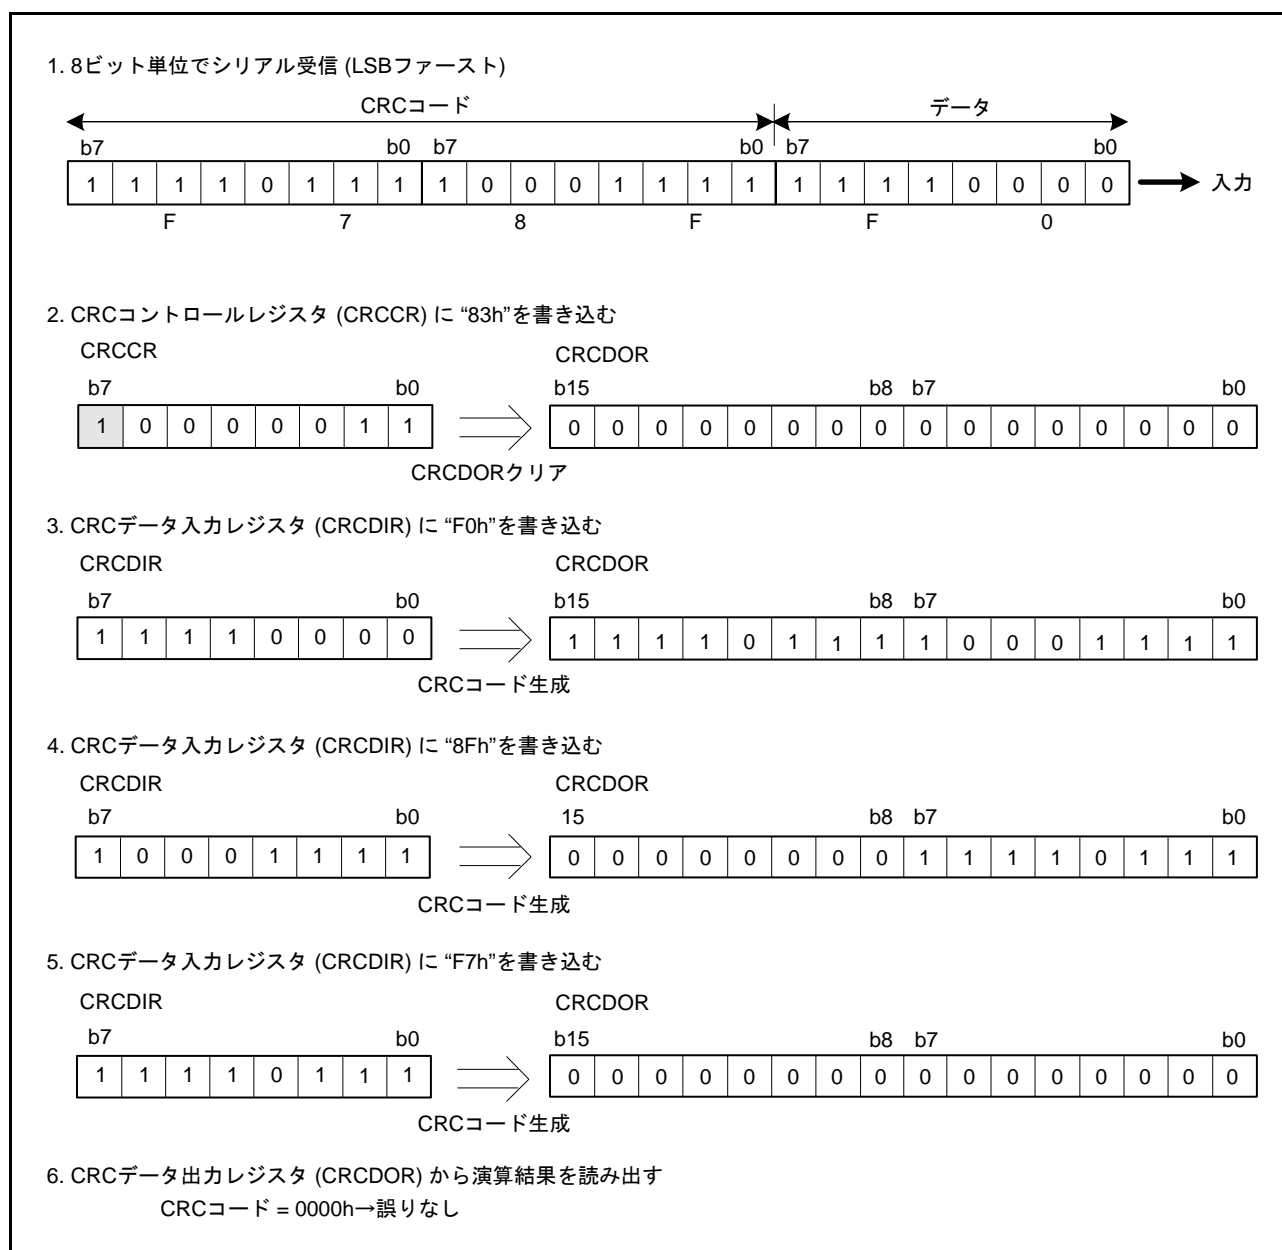 1. 8ビット単位でシリアル受信 (LSBファースト)
CRCコード データ
b7 b0 b7 b0 b7 b0
1 1 1 1 0 1 1 1 1 0 0 0 1 1 1 1 1 1 1 1 0 0 0 0 入力
F 7 8 F F 0
2. CRCコントロールレジスタ (CRCCR) に “83h”を書き込む
CRCCR CRCDOR
b7 b0 b15 b8 b7 b0
1 0 0 0 0 0 1 1 0 0 0 0 0 0 0 0 0 0 0 0 0 0 0 0
CRCDORクリア
3. CRCデータ入力レジスタ (CRCDIR) に “F0h”を書き込む
CRCDIR CRCDOR
b7 b0 b15 b8 b7 b0
1 1 1 1 0 0 0 0 1 1 1 1 0 1 1 1 1 0 0 0 1 1 1 1
CRCコード生成
4. CRCデータ入力レジスタ (CRCDIR) に “8Fh”を書き込む
CRCDIR CRCDOR
b7 b0 15 b8 b7 b0
1 0 0 0 1 1 1 1 0 0 0 0 0 0 0 0 1 1 1 1 0 1 1 1
CRCコード生成
5. CRCデータ入力レジスタ (CRCDIR) に “F7h”を書き込む
CRCDIR CRCDOR
b7 b0 b15 b8 b7 b0
1 1 1 1 0 1 1 1 0 0 0 0 0 0 0 0 0 0 0 0 0 0 0 0
CRCコード生成
6. CRCデータ出力レジスタ (CRCDOR) から演算結果を読み出す
CRCコード = 0000h→誤りなし